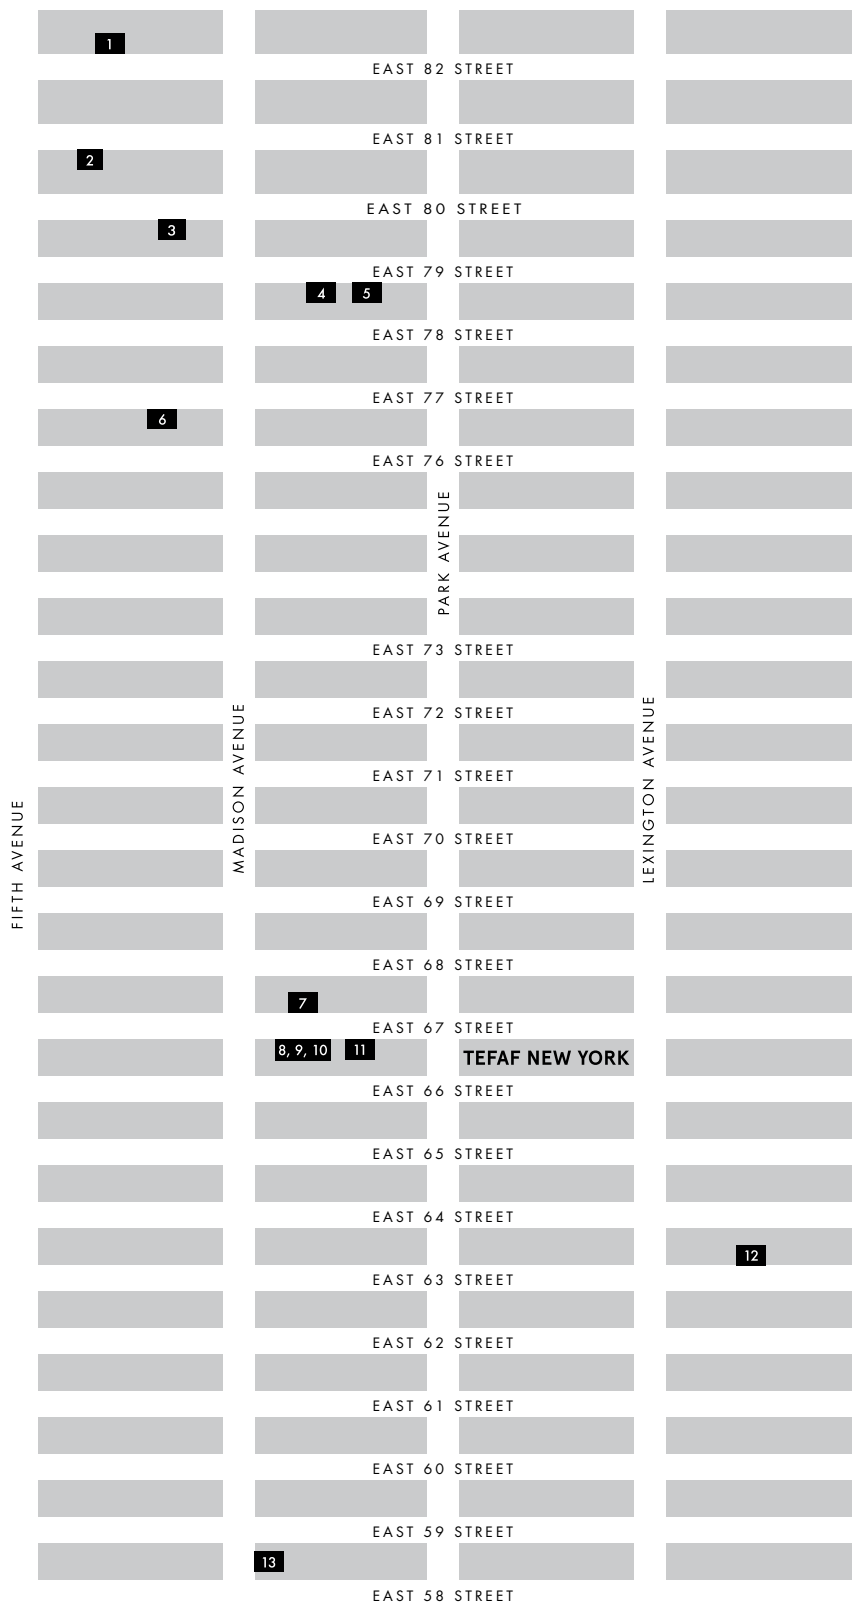 1
EAST 82 STREET
EAST 81 STREET
2
EAST 80 STREET
3
EAST 79 STREET
4
5
EAST 78 STREET
EAST 77 STREET
6
EAST 76 STREET
PARK AVENUE
EAST 73 STREET
EAST 72 STREET
MADISON AVENUE
LEXINGTON AVENUE
EAST 71 STREET
FIFTH AVENUE
EAST 70 STREET
EAST 69 STREET
EAST 68 STREET
7
EAST 67 STREET
8, 9, 10
11
TEFAF NEW YORK
EAST 66 STREET
EAST 65 STREET
EAST 64 STREET
12
EAST 63 STREET
EAST 62 STREET
EAST 61 STREET
EAST 60 STREET
EAST 59 STREET
13
EAST 58 STREET